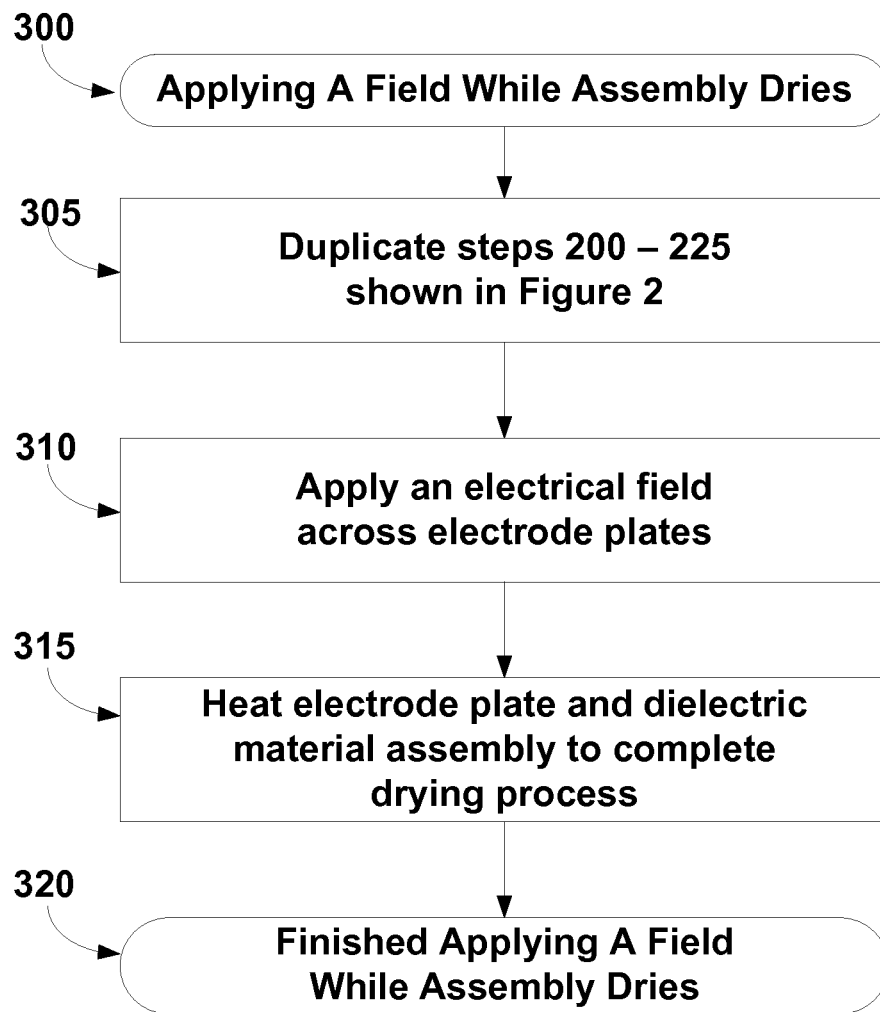 300
Applying A Field While Assembly Dries
305
Duplicate steps 200 – 225
shown in Figure 2
310
Apply an electrical field
across electrode plates
315
Heat electrode plate and dielectric
material assembly to complete
drying process
320
Finished Applying A Field
While Assembly Dries